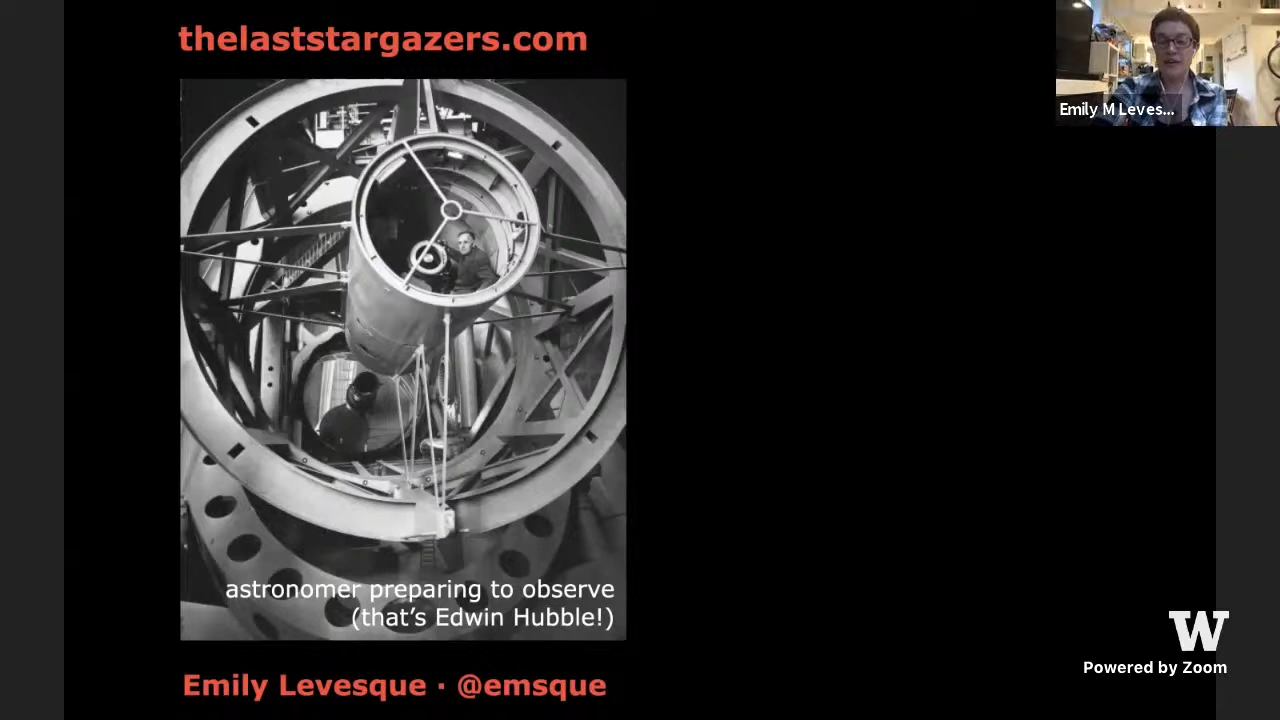 thelaststargazers.com
Emily M Leves...
astronomer preparing to observe
(that's Edwin Hubble!)
W
Powered by Zoom
Emily Levesque · @emsque